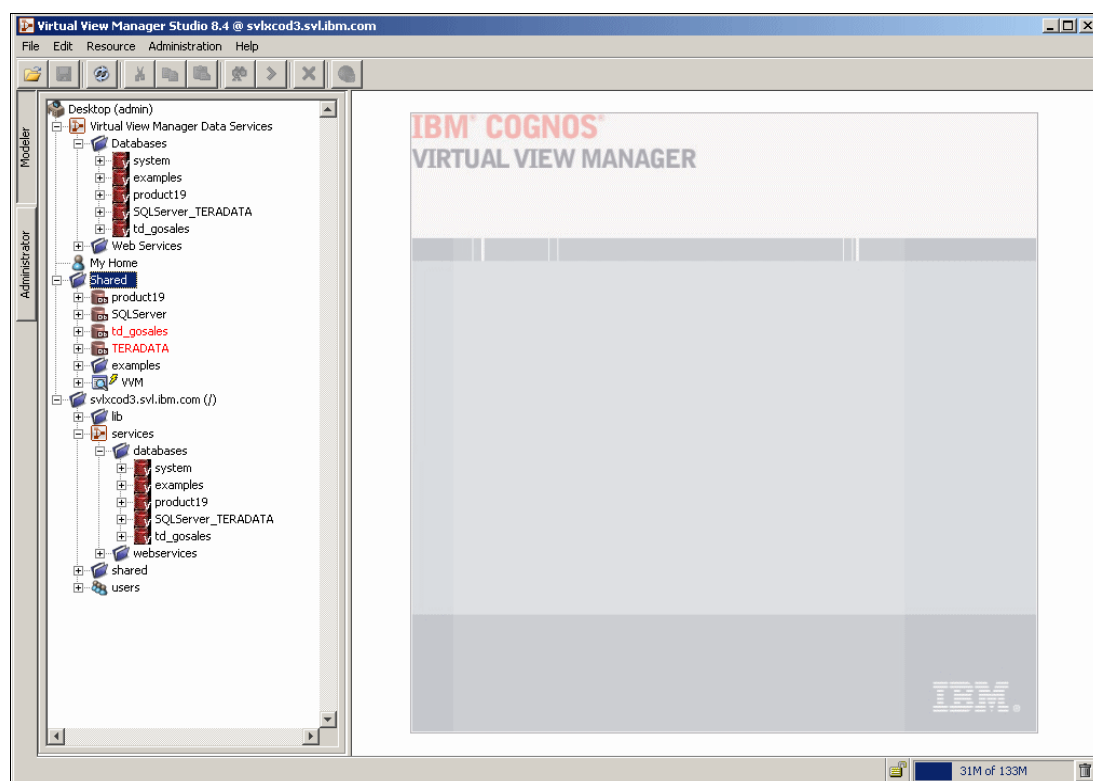 Virtual View Manager Studio 8.4 @ svlxcod3.svl.ibm.com
File Edit Resource Administration Help
Modeler
Administrator
Desktop (admin)
Virtual View Manager Data Services
Databases
system
examples
product19
SQLServer_TERADATA
td_gosales
Web Services
My Home
Shared
product19
SQLServer
td_gosales
TERADATA
examples
VVM
svlxcod3.svl.ibm.com (/)
lib
services
databases
system
examples
product19
SQLServer_TERADATA
td_gosales
webservices
shared
users
IBM® COGNOS®
VIRTUAL VIEW MANAGER
IBM®
31M of 133M